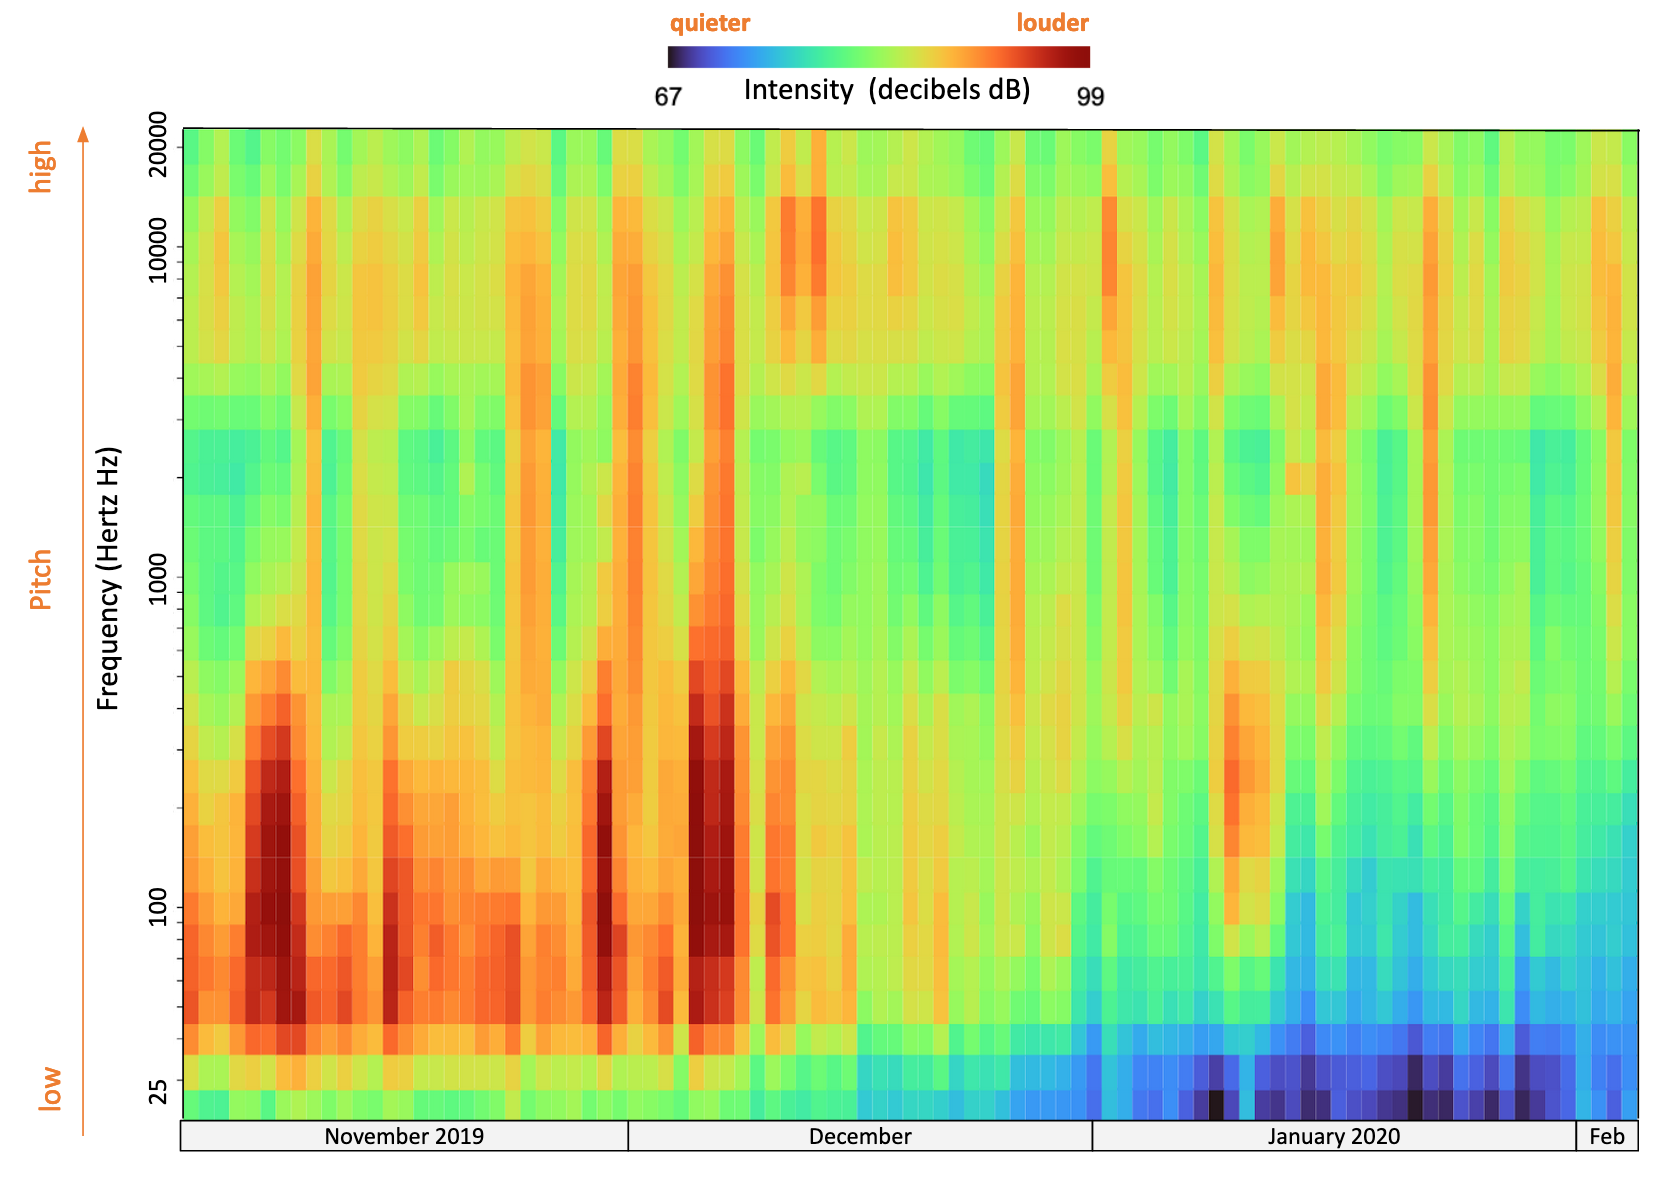 quieter louder
67 Intensity (decibels dB) 99
high
Pitch
low
Frequency (Hertz Hz)
20000
10000
1000
100
25
November 2019 December January 2020 Feb